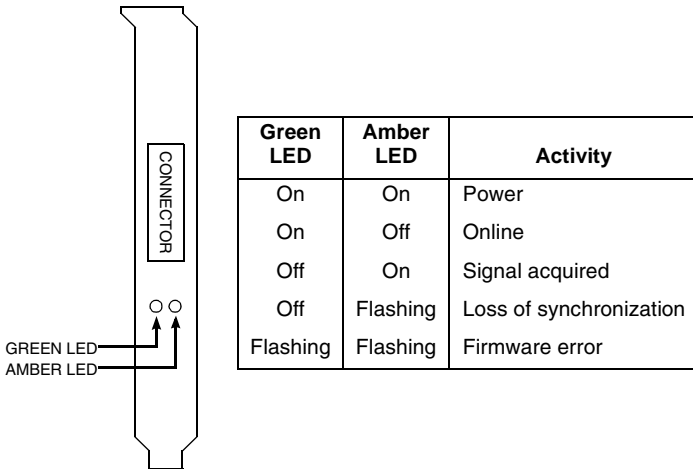 CONNECTOR
GREEN LED
AMBER LED
Green LED Amber LED Activity
On On Power
On Off Online
Off On Signal acquired
Off Flashing Loss of synchronization
Flashing Flashing Firmware error